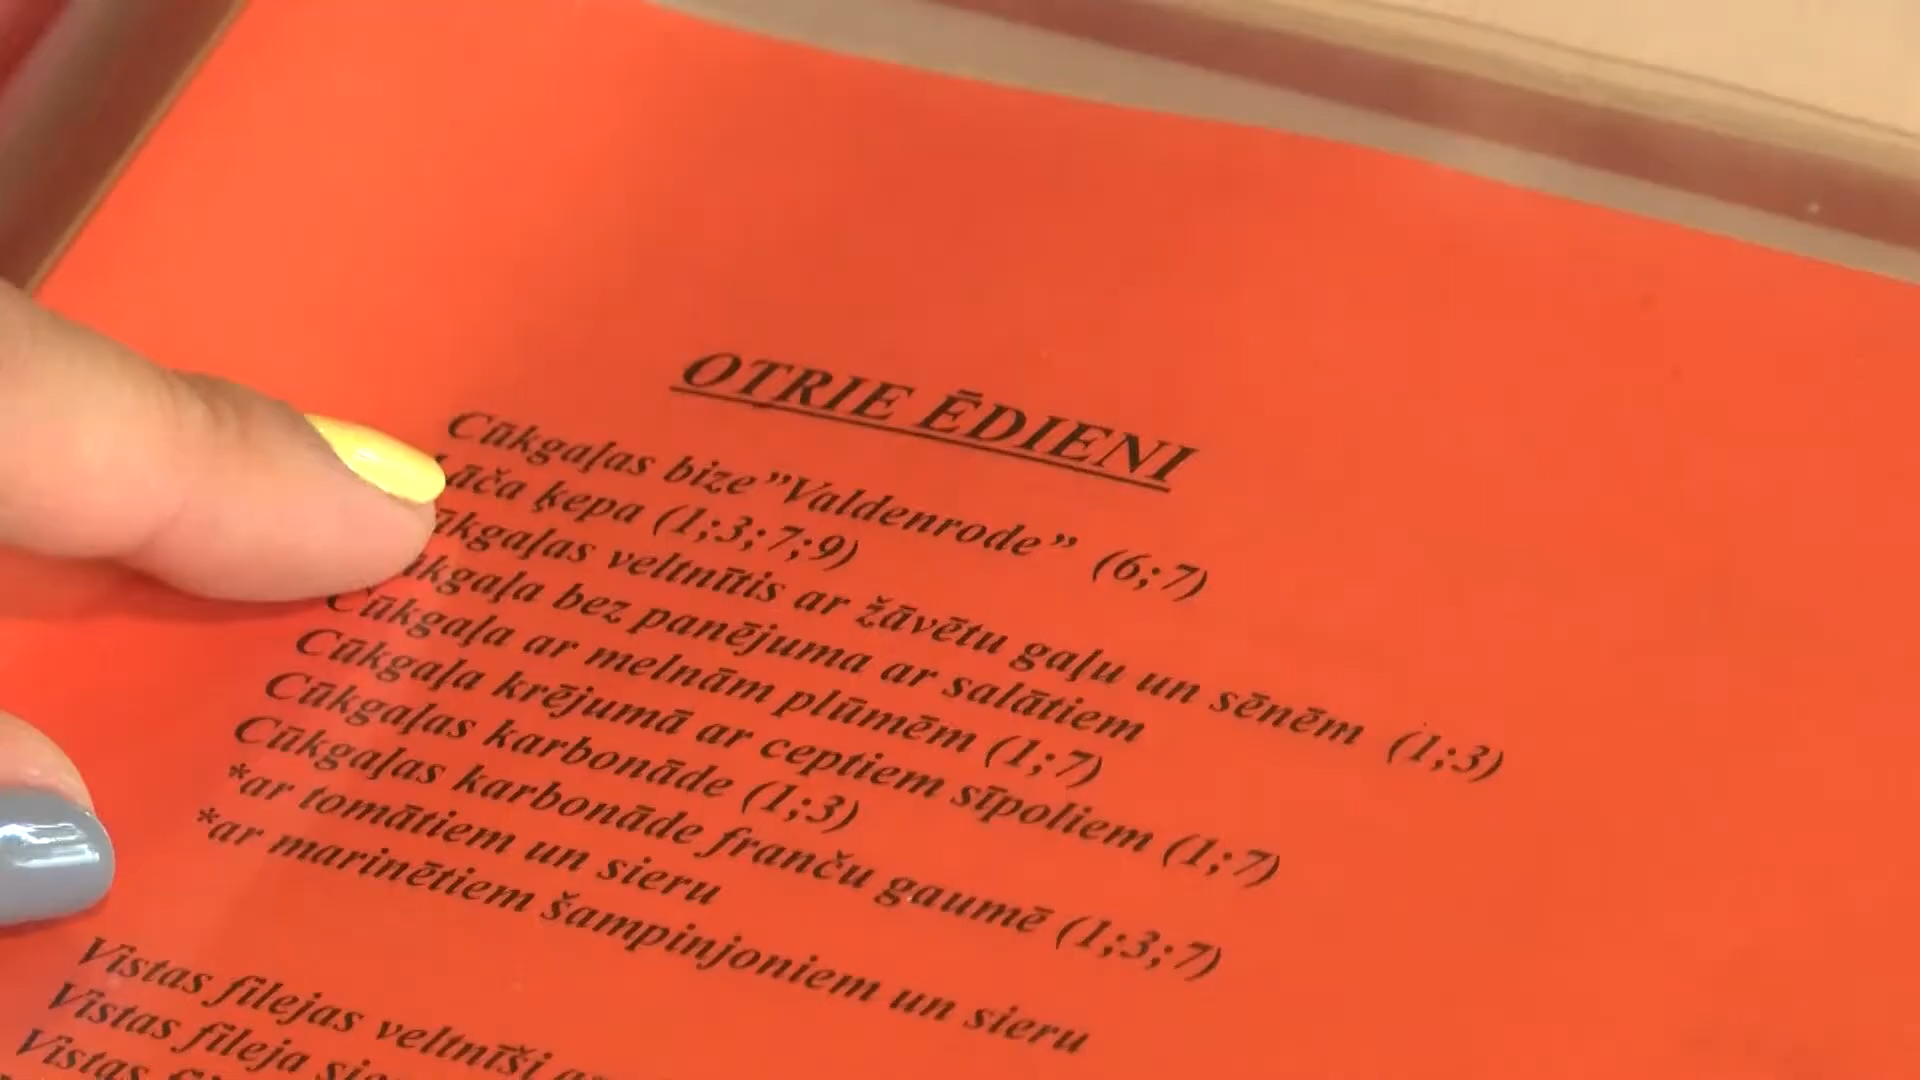 OTRIE ĒDIENI
Cūkgaļas bize”Valdenrode” (6;7)
Lāča ķepa (1;3;7;9)
Cūkgaļas veltnītis ar žāvētu gaļu un sēnēm (1;3)
Cūkgaļa bez panējuma ar salātiem
Cūkgaļa ar melnām plūmēm (1;7)
Cūkgaļa krējumā ar ceptiem sīpoliem (1;7)
Cūkgaļas karbonāde (1;3)
Cūkgaļas karbonāde franču gaumē (1;3;7)
*ar tomātiem un sieru
*ar marinētiem šampinjoniem un sieru
Vistas filejas veltnīši
Vistas fileja
Vistas